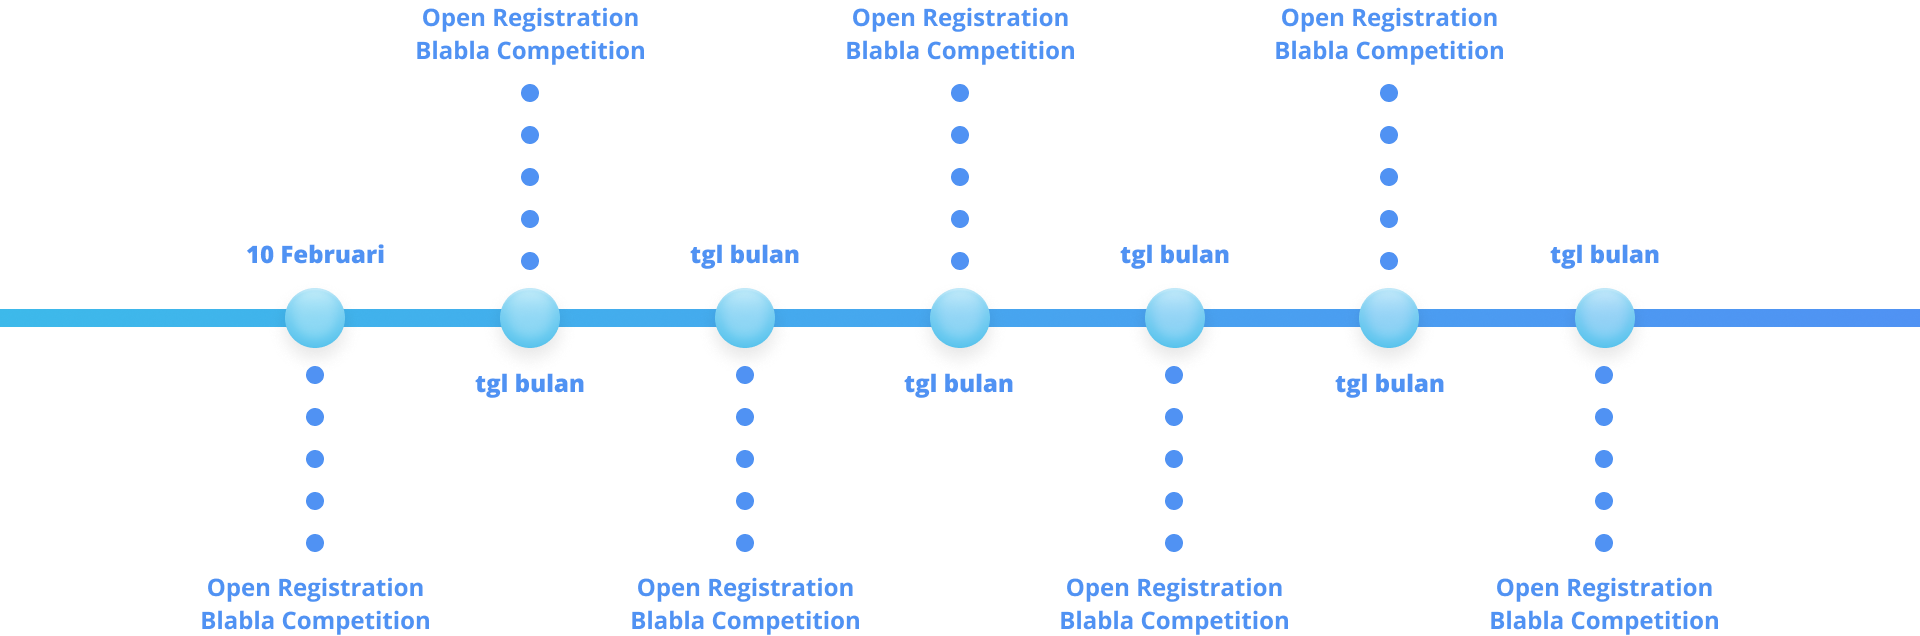 Open Registration
Blabla Competition
Open Registration
Blabla Competition
Open Registration
Blabla Competition
10 Februari
tgl bulan
tgl bulan
tgl bulan
tgl bulan
tgl bulan
tgl bulan
Open Registration
Blabla Competition
Open Registration
Blabla Competition
Open Registration
Blabla Competition
Open Registration
Blabla Competition